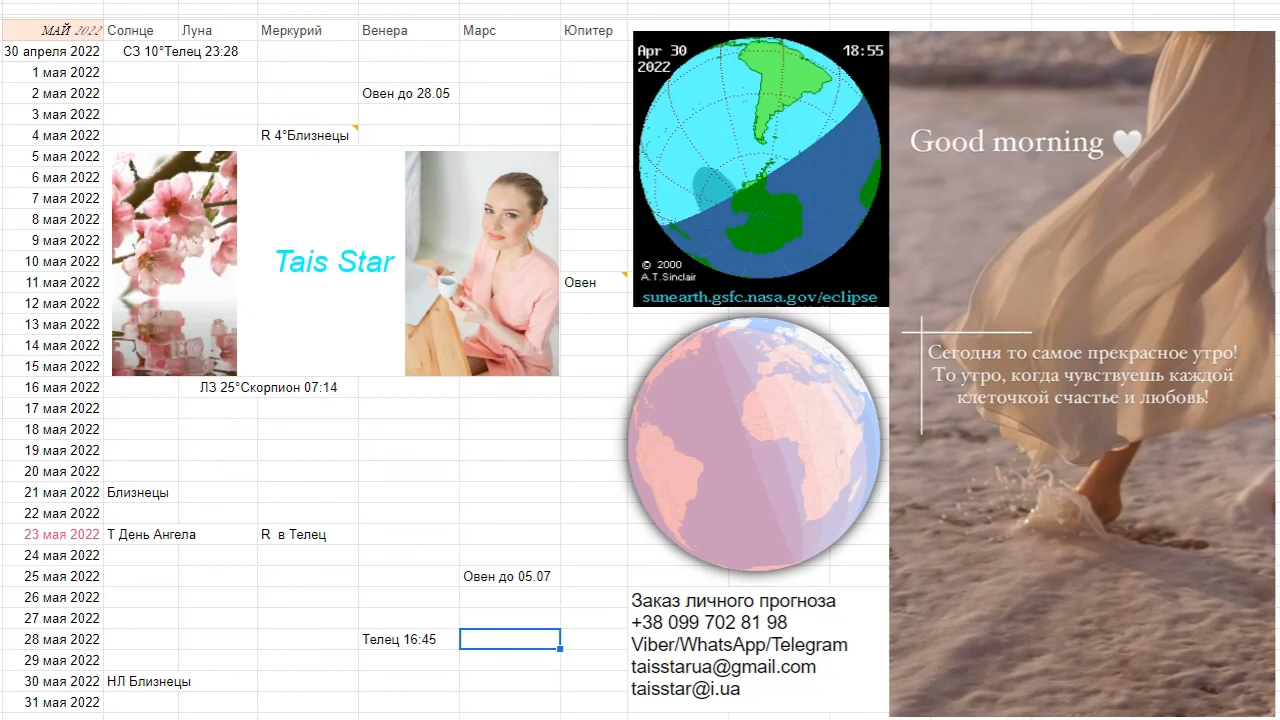 МАЙ 2022 Солнце Луна Меркурий Венера Марс Юпитер
30 апр 2022 СЗ 10°Телец 23:28
1 мая 2022
2 мая 2022 Овен до 28.05
3 мая 2022
4 мая 2022 R 4°Близнецы
5 мая 2022
6 мая 2022
7 мая 2022
8 мая 2022
9 мая 2022
10 мая 2022
11 мая 2022 Овен
12 мая 2022
13 мая 2022
14 мая 2022
15 мая 2022
16 мая 2022 ЛЗ 25°Скорпион 07:14
17 мая 2022
18 мая 2022
19 мая 2022
20 мая 2022
21 мая 2022 Близнецы
22 мая 2022
23 мая 2022 Т День Ангела R в Телец
24 мая 2022
25 мая 2022 Овен до 05.07
26 мая 2022
27 мая 2022
28 мая 2022 Телец 16:45
29 мая 2022
30 мая 2022 НЛ Близнецы
31 мая 2022
Tais Star
Apr 30 18:55
2022
© 2000
A.T.Sinclair
sunearth.gsfc.nasa.gov/eclipse
Заказ личного прогноза
+38 099 702 81 98
Viber/WhatsApp/Telegram
taisstarua@gmail.com
taisstar@i.ua
Good morning 🤍
Сегодня то самое прекрасное утро!
То утро, когда чувствуешь каждой
клеточкой счастье и любовь!